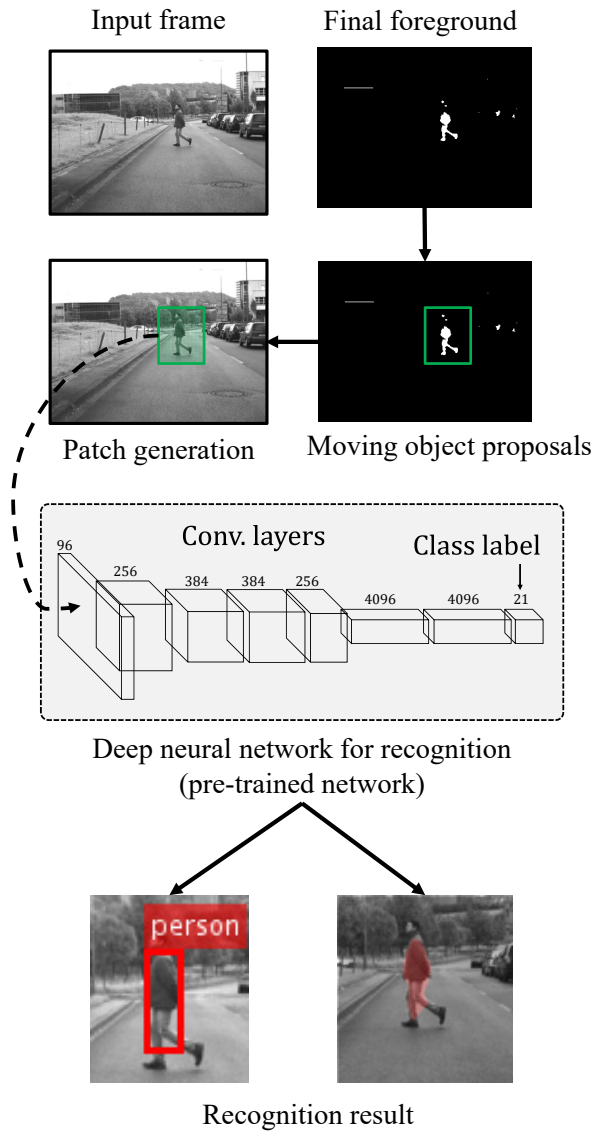 Input frame
Final foreground
Patch generation
Moving object proposals
Conv. layers
Class label
96
256
384
384
256
4096
4096
21
Deep neural network for recognition
(pre-trained network)
person
Recognition result